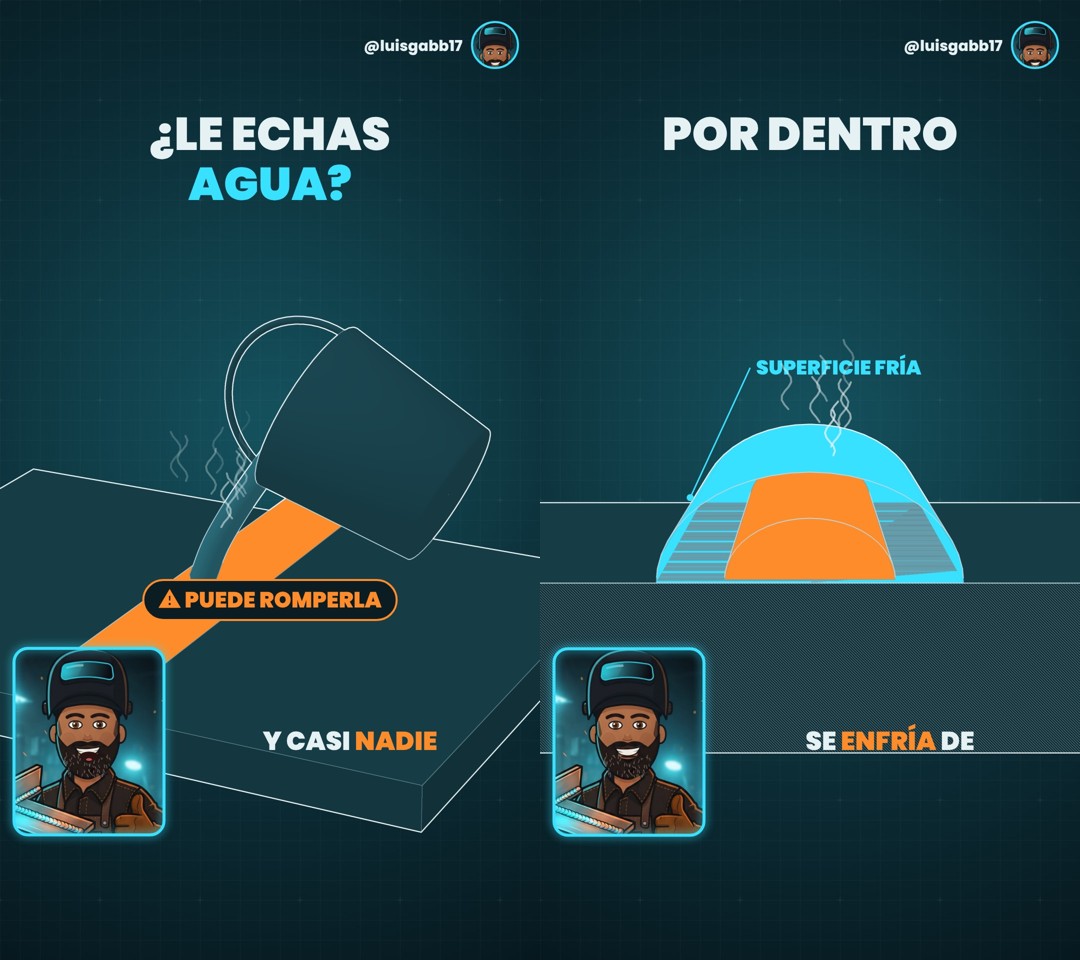 @luisgabb17
¿LE ECHAS
AGUA?
PUEDE ROMPERLA
Y CASI NADIE
@luisgabb17
POR DENTRO
SUPERFICIE FRÍA
SE ENFRÍA DE